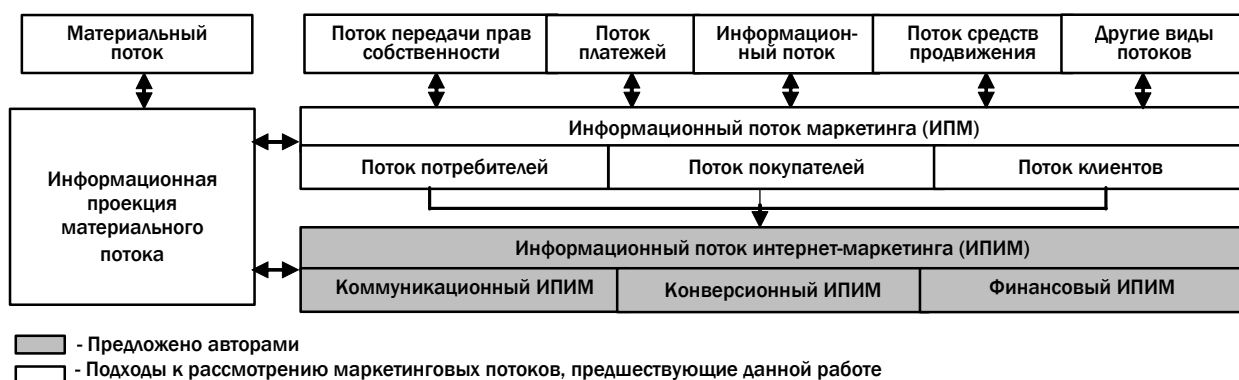 Материальный
поток
Поток передачи прав
собственности
Поток
платежей
Информацион-
ный поток
Поток средств
продвижения
Другие виды
потоков
Информационная
проекция
материального
потока
Информационный поток маркетинга (ИПМ)
Поток потребителей
Поток покупателей
Поток клиентов
Информационный поток интернет-маркетинга (ИПИМ)
Коммуникационный ИПИМ
Конверсионный ИПИМ
Финансовый ИПИМ
- Предложено авторами
- Подходы к рассмотрению маркетинговых потоков, предшествующие данной работе